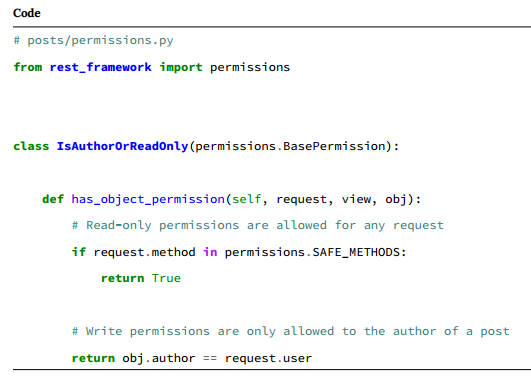 Code
# posts/permissions.py
from rest_framework import permissions
class IsAuthorOrReadOnly(permissions.BasePermission):
    def has_object_permission(self, request, view, obj):
        # Read-only permissions are allowed for any request
        if request.method in permissions.SAFE_METHODS:
            return True
        # Write permissions are only allowed to the author of a post
        return obj.author == request.user